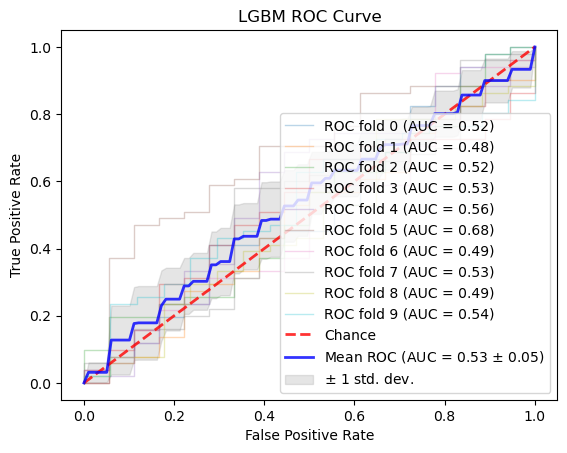 LGBM ROC Curve
True Positive Rate
1.0
0.8
0.6
0.4
0.2
0.0
ROC fold 0 (AUC = 0.52)
ROC fold 1 (AUC = 0.48)
ROC fold 2 (AUC = 0.52)
ROC fold 3 (AUC = 0.53)
ROC fold 4 (AUC = 0.56)
ROC fold 5 (AUC = 0.68)
ROC fold 6 (AUC = 0.49)
ROC fold 7 (AUC = 0.53)
ROC fold 8 (AUC = 0.49)
ROC fold 9 (AUC = 0.54)
Chance
Mean ROC (AUC = 0.53 ± 0.05)
± 1 std. dev.
0.0 0.2 0.4 0.6 0.8 1.0
False Positive Rate